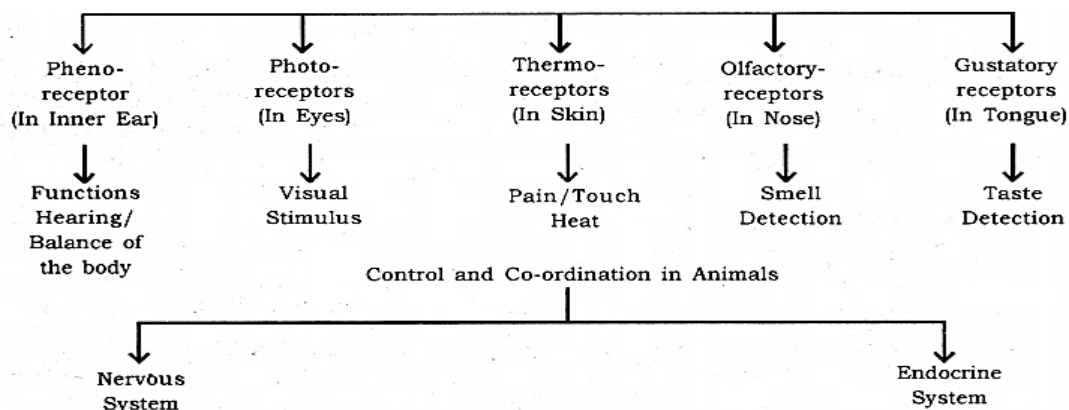 Pheno-
receptor
(In Inner Ear)
Photo-
receptors
(In Eyes)
Thermo-
receptors
(In Skin)
Olfactory-
receptors
(In Nose)
Gustatory
receptors
(In Tongue)
Functions
Hearing/
Balance of
the body
Visual
Stimulus
Pain/Touch
Heat
Smell
Detection
Taste
Detection
Control and Co-ordination in Animals
Nervous
System
Endocrine
System